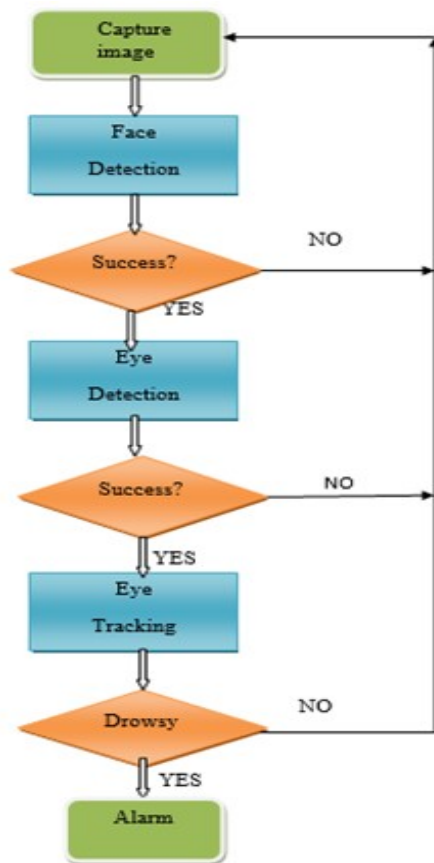 Capture
image
Face
Detection
Success?
NO
YES
Eye
Detection
Success?
NO
YES
Eye
Tracking
Drowsy
NO
YES
Alarm